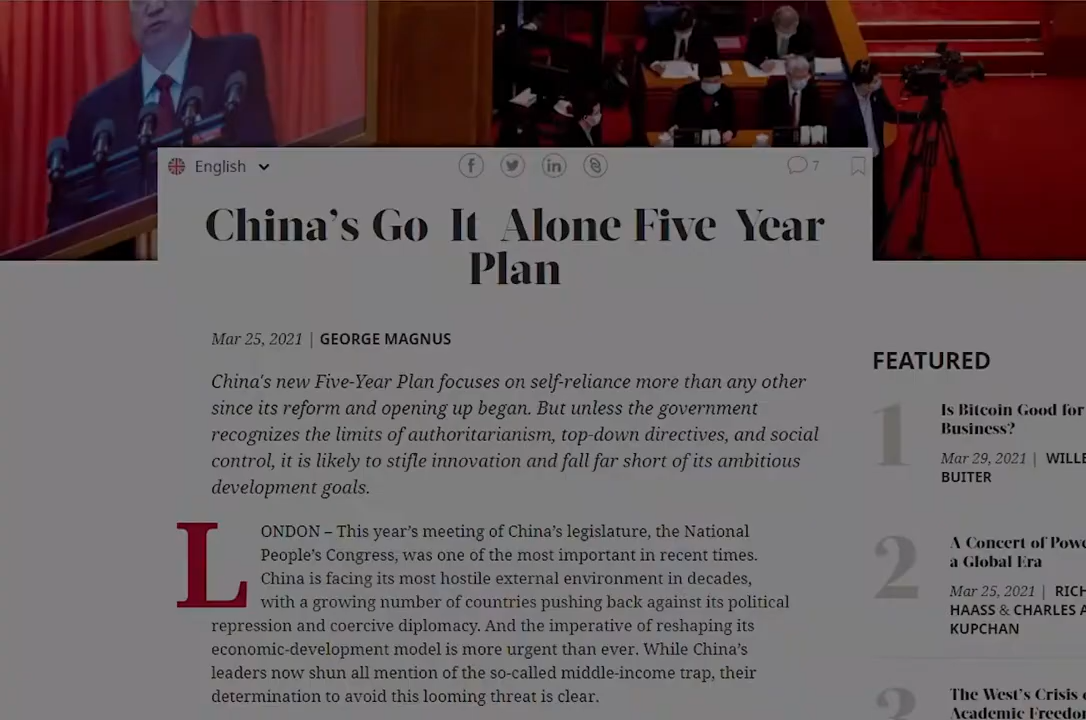 English
7
China's Go It Alone Five Year
Plan
Mar 25, 2021 | GEORGE MAGNUS
China's new Five-Year Plan focuses on self-reliance more than any other
since its reform and opening up began. But unless the government
recognizes the limits of authoritarianism, top-down directives, and social
control, it is likely to stifle innovation and fall far short of its ambitious
development goals.
LONDON – This year's meeting of China's legislature, the National
People's Congress, was one of the most important in recent times.
China is facing its most hostile external environment in decades,
with a growing number of countries pushing back against its political
repression and coercive diplomacy. And the imperative of reshaping its
economic-development model is more urgent than ever. While China's
leaders now shun all mention of the so-called middle-income trap, their
determination to avoid this looming threat is clear.
FEATURED
1
Is Bitcoin Good for
Business?
Mar 29, 2021 | WILLE
BUITER
2
A Concert of Powe
a Global Era
Mar 25, 2021 | RICH
HAASS & CHARLES A
KUPCHAN
3
The West's Crisis o
Academic Freedom